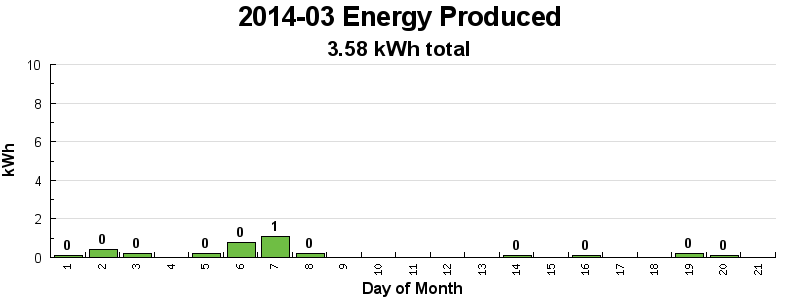 2014-03 Energy Produced
3.58 kWh total
kWh
10
8
6
4
2
0
0 0 0 0 0 1 0 0 0 0 0
1 2 3 4 5 6 7 8 9 10 11 12 13 14 15 16 17 18 19 20 21
Day of Month